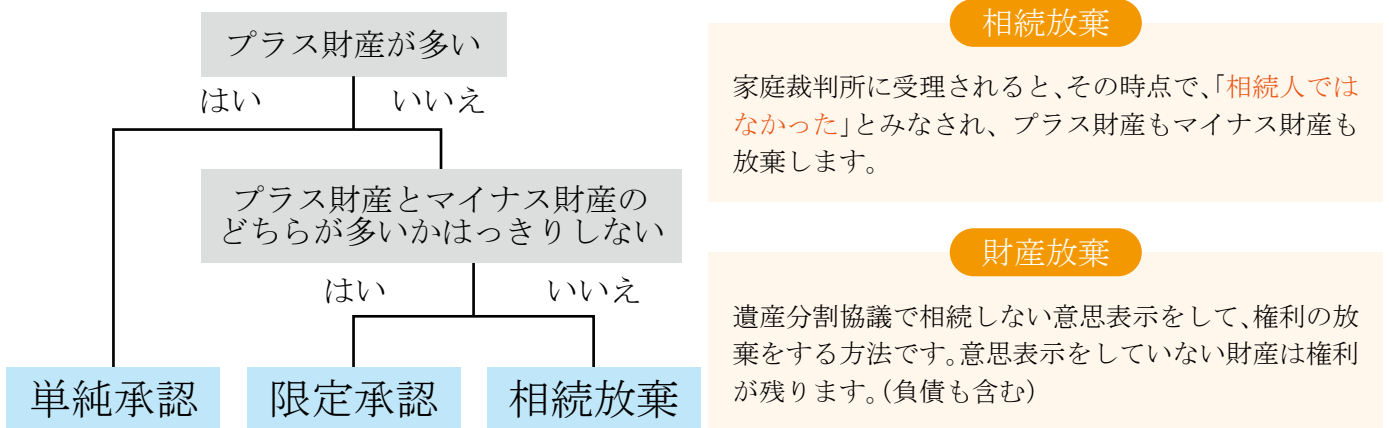 プラス財産が多い
はい
いいえ
プラス財産とマイナス財産の
どちらが多いかはっきりしない
はい
いいえ
単純承認
限定承認
相続放棄
相続放棄
家庭裁判所に受理されると、その時点で、「相続人では
なかった」とみなされ、プラス財産もマイナス財産も
放棄します。
財産放棄
遺産分割協議で相続しない意思表示をして、権利の放
棄をする方法です。意思表示をしていない財産は権利
が残ります。(負債も含む)